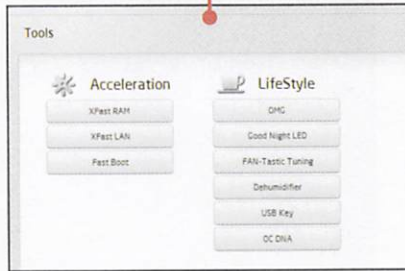 Tools
Acceleration
XFast RAM
XFast LAN
Fast Boot
LifeStyle
OMG
Good Night LED
FAN-Tastic Tuning
Dehumidifier
USB Key
OC DNA